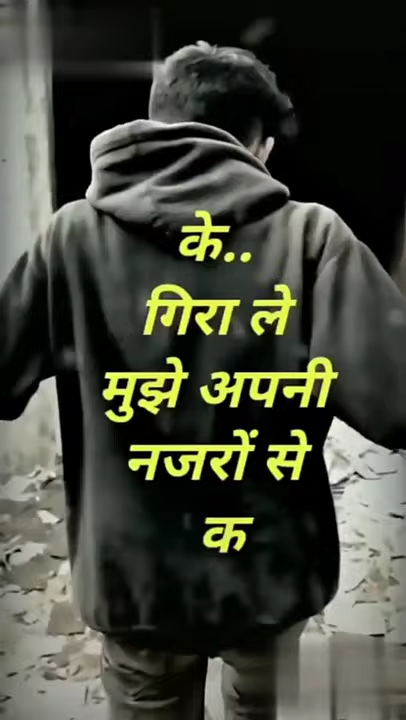 के..
गिरा ले
मुझे अपनी
नजरों से
क